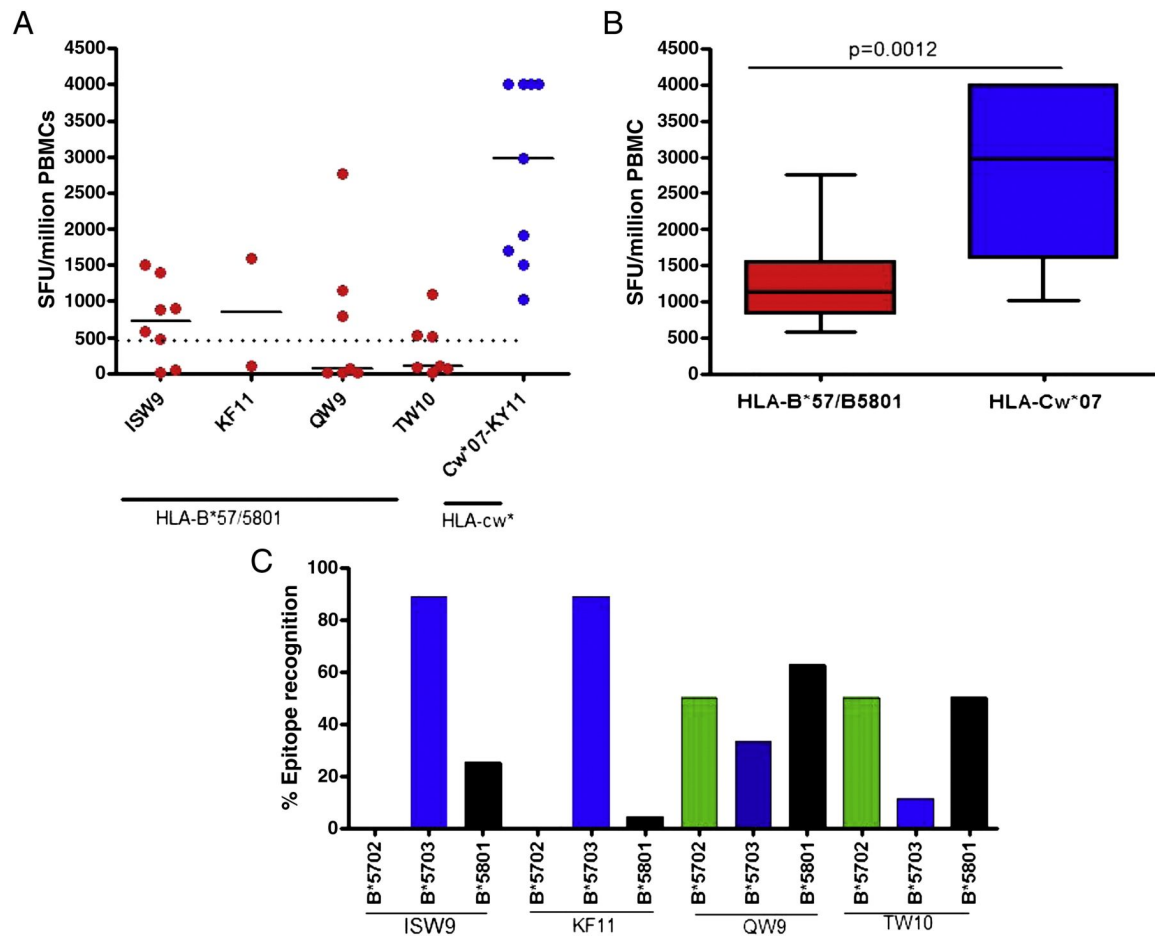 A
SFU/million PBMCs
4500
4000
3500
3000
2500
2000
1500
1000
500
0
ISW9
KF11
QW9
TW10
Cw*07-KY11
HLA-B*57/5801
HLA-cw*
B
p=0.0012
SFU/million PBMC
4500
4000
3500
3000
2500
2000
1500
1000
500
0
HLA-B*57/B5801
HLA-Cw*07
C
% Epitope recognition
100
80
60
40
20
0
B*5702
B*5703
B*5801
B*5702
B*5703
B*5801
B*5702
B*5703
B*5801
B*5702
B*5703
B*5801
ISW9
KF11
QW9
TW10